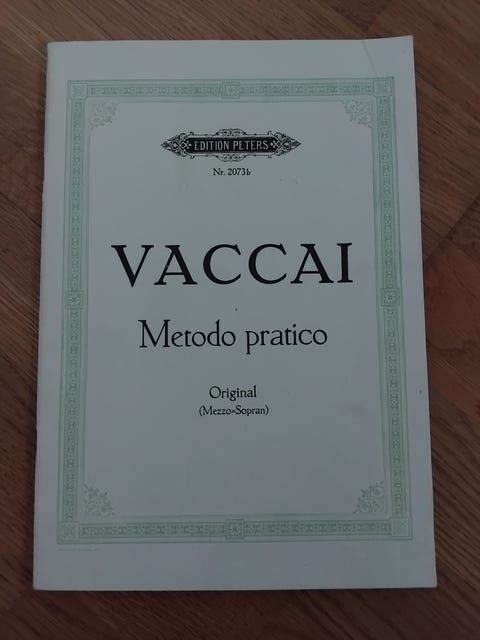 EDITION PETERS
Nr. 2073b
VACCAI
Metodo pratico
Original
(Mezzo=Sopran)